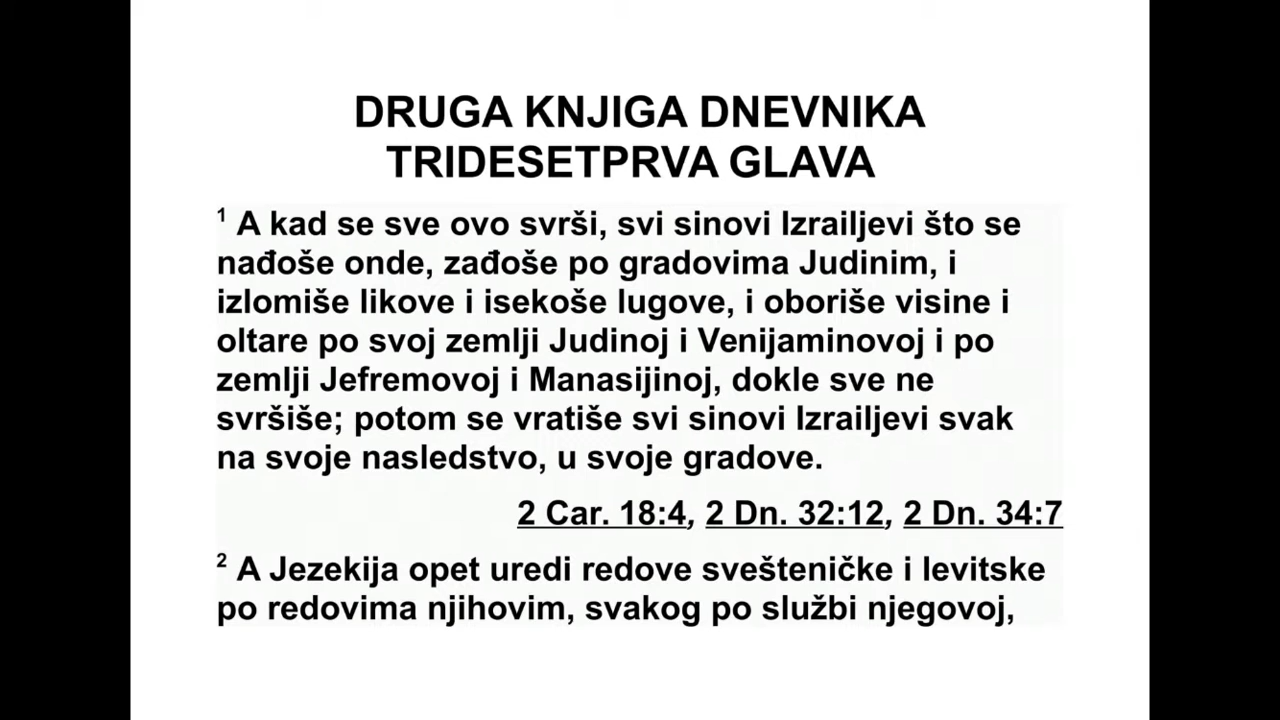 DRUGA KNJIGA DNEVNIKA
TRIDESETPRVA GLAVA
1 A kad se sve ovo svrši, svi sinovi Izrailjevi što se
nađoše onde, zađoše po gradovima Judinim, i
izlomiše likove i isekoše lugove, i oboriše visine i
oltare po svoj zemlji Judinoj i Venijaminovoj i po
zemlji Jefremovoj i Manasijinoj, dokle sve ne
svršiše; potom se vratiše svi sinovi Izrailjevi svak
na svoje nasledstvo, u svoje gradove.
2 Car. 18:4, 2 Dn. 32:12, 2 Dn. 34:7
2 A Jezekija opet uredi redove svešteničke i levitske
po redovima njihovim, svakog po službi njegovoj,